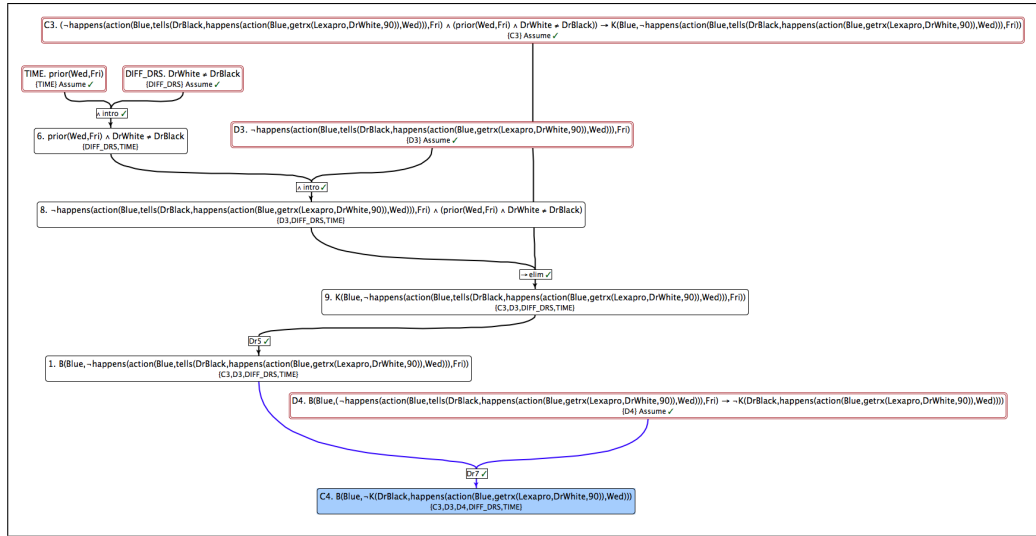 C3. (¬happens(action(Blue,tells(DrBlack,happens(action(Blue,getrx(Lexapro,DrWhite,90)),Wed))),Fri) ∧ (prior(Wed,Fri) ∧ DrWhite ≠ DrBlack)) → K(Blue,¬happens(action(Blue,tells(DrBlack,happens(action(Blue,getrx(Lexapro,DrWhite,90)),Wed))),Fri))
{C3} Assume ✓
TIME. prior(Wed,Fri)
{TIME} Assume ✓
DIFF_DRS. DrWhite ≠ DrBlack
{DIFF_DRS} Assume ✓
∧ intro ✓
6. prior(Wed,Fri) ∧ DrWhite ≠ DrBlack
{DIFF_DRS,TIME}
D3. ¬happens(action(Blue,tells(DrBlack,happens(action(Blue,getrx(Lexapro,DrWhite,90)),Wed))),Fri)
{D3} Assume ✓
∧ intro ✓
8. ¬happens(action(Blue,tells(DrBlack,happens(action(Blue,getrx(Lexapro,DrWhite,90)),Wed))),Fri) ∧ (prior(Wed,Fri) ∧ DrWhite ≠ DrBlack)
{D3,DIFF_DRS,TIME}
→ elim ✓
9. K(Blue,¬happens(action(Blue,tells(DrBlack,happens(action(Blue,getrx(Lexapro,DrWhite,90)),Wed))),Fri))
{C3,D3,DIFF_DRS,TIME}
Dr5 ✓
1. B(Blue,¬happens(action(Blue,tells(DrBlack,happens(action(Blue,getrx(Lexapro,DrWhite,90)),Wed))),Fri))
{C3,D3,DIFF_DRS,TIME}
D4. B(Blue,(¬happens(action(Blue,tells(DrBlack,happens(action(Blue,getrx(Lexapro,DrWhite,90)),Wed))),Fri) → ¬K(DrBlack,happens(action(Blue,getrx(Lexapro,DrWhite,90)),Wed))))
{D4} Assume ✓
Dr7 ✓
C4. B(Blue,¬K(DrBlack,happens(action(Blue,getrx(Lexapro,DrWhite,90)),Wed)))
{C3,D3,D4,DIFF_DRS,TIME}